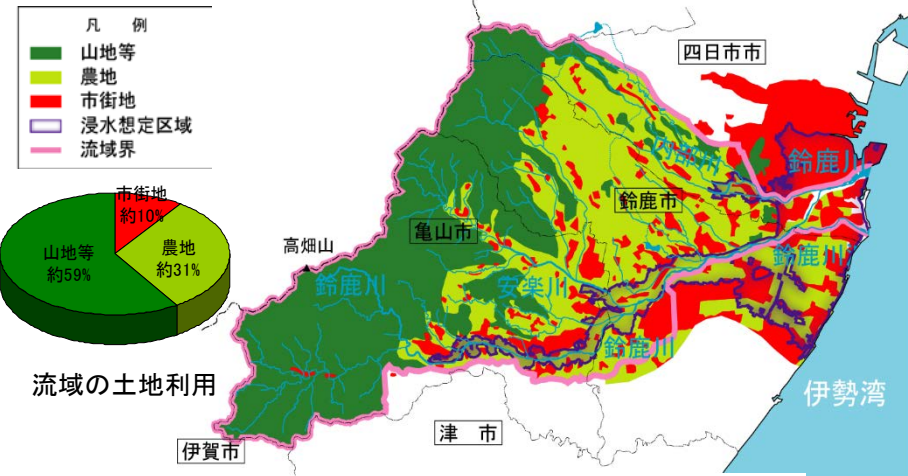 凡 例
山地等
農地
市街地
浸水想定区域
流域界
市街地
約10%
農地
約31%
山地等
約59%
流域の土地利用
四日市市
内部川
鈴鹿川
鈴鹿市
亀山市
高畑山
鈴鹿川
安楽川
鈴鹿川
鈴鹿川
伊勢湾
津 市
伊賀市